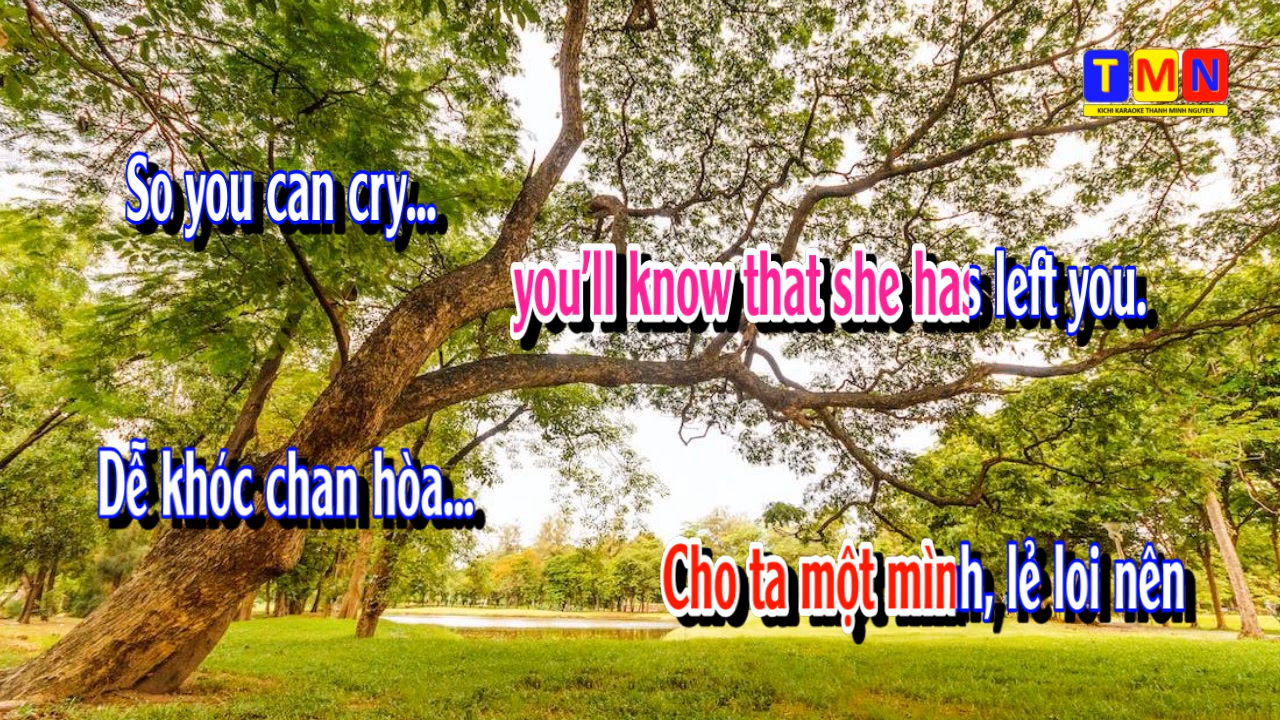 TMN
KICHI KARAOKE THANH MINH NGUYEN
So you can cry...
you'll know that she has left you.
Dễ khóc chan hòa...
Cho ta một mình, lẻ loi nên